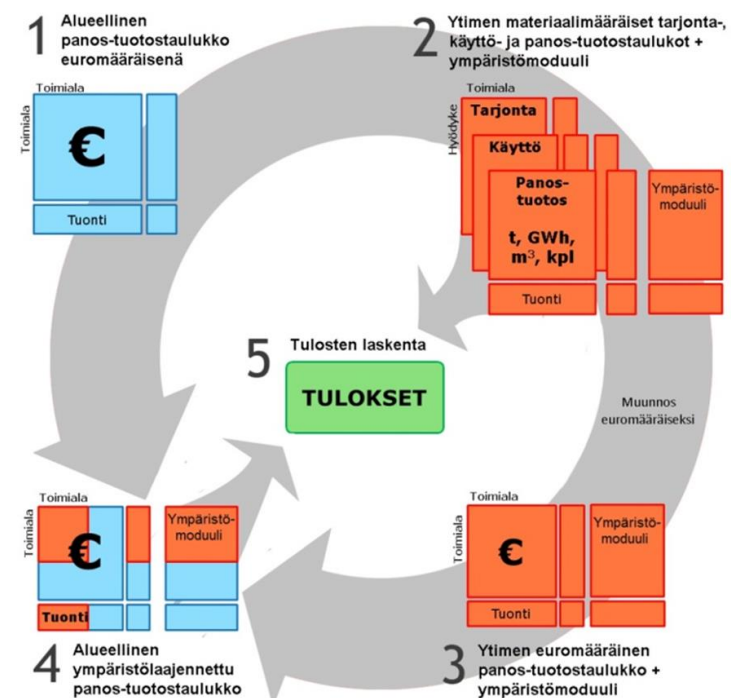 1
Alueellinen
panos-tuotostaulukko
euromääräisenä
Toimiala
Toimiala
€
Tuonti
2
Ytimen materiaalimääräiset tarjonta-,
käyttö- ja panos-tuotostaulukot +
ympäristömoduuli
Toimiala
Hyödyke
Tarjonta
Käyttö
Panos-
tuotos
t, GWh,
m³, kpl
Ympäristö-
moduuli
Tuonti
5
Tulosten laskenta
TULOKSET
Muunnos
euromääräiseksi
Toimiala
Toimiala
€
Ympäristö-
moduuli
Tuonti
4
Alueellinen
ympäristölaajennettu
panos-tuotostaulukko
Toimiala
Toimiala
€
Ympäristö-
moduuli
Tuonti
3
Ytimen euromääräinen
panos-tuotostaulukko +
ympäristömoduuli